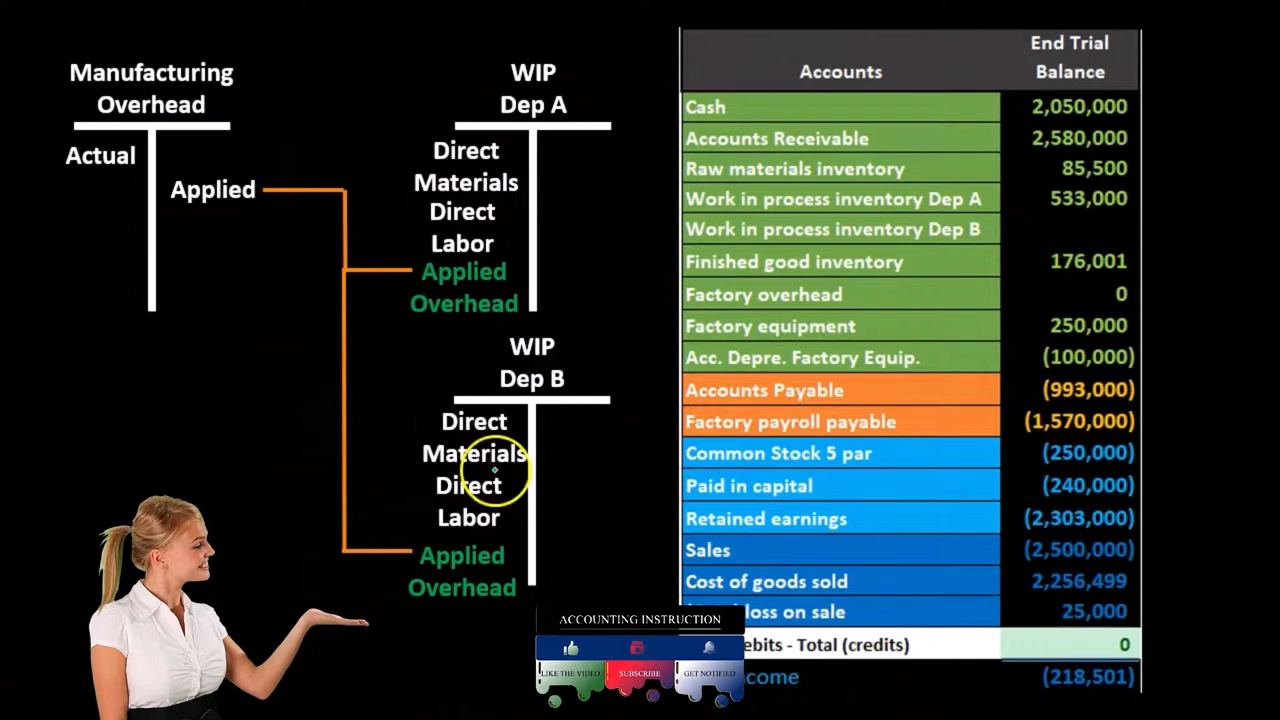 Manufacturing
Overhead
Actual
Applied
WIP
Dep A
Direct
Materials
Direct
Labor
Applied
Overhead
WIP
Dep B
Direct
Materials
Direct
Labor
Applied
Overhead
Accounts End Trial Balance
Cash 2,050,000
Accounts Receivable 2,580,000
Raw materials inventory 85,500
Work in process inventory Dep A 533,000
Work in process inventory Dep B
Finished good inventory 176,001
Factory overhead 0
Factory equipment 250,000
Acc. Depre. Factory Equip. (100,000)
Accounts Payable (993,000)
Factory payroll payable (1,570,000)
Common Stock 5 par (250,000)
Paid in capital (240,000)
Retained earnings (2,303,000)
Sales (2,500,000)
Cost of goods sold 2,256,499
loss on sale 25,000
ebits - Total (credits) 0
come (218,501)
ACCOUNTING INSTRUCTION
LIKE THE VIDEO SUBSCRIBE GET NOTIFIED